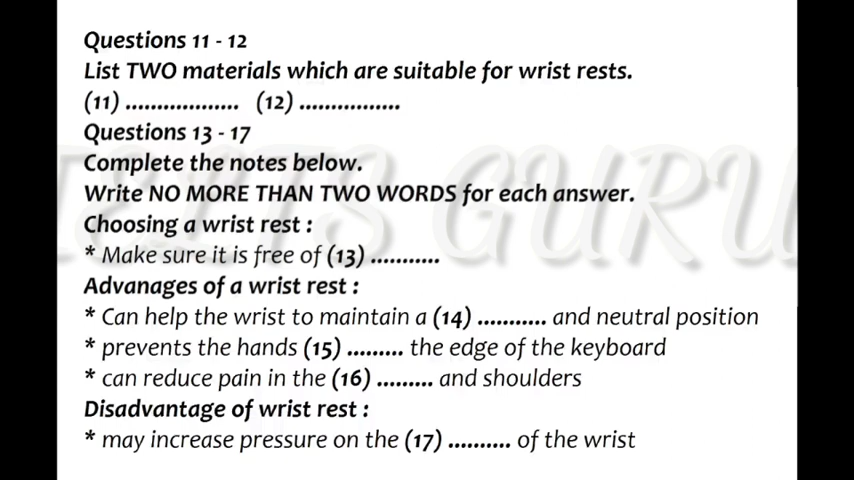 Questions 11 - 12
List TWO materials which are suitable for wrist rests.
(11) ................... (12) .................
Questions 13 - 17
Complete the notes below.
Write NO MORE THAN TWO WORDS for each answer.
Choosing a wrist rest :
* Make sure it is free of (13) ...........
Advanages of a wrist rest :
* Can help the wrist to maintain a (14) ........... and neutral position
* prevents the hands (15) ......... the edge of the keyboard
* can reduce pain in the (16) ......... and shoulders
Disadvantage of wrist rest :
* may increase pressure on the (17) .......... of the wrist
IELTS GURU